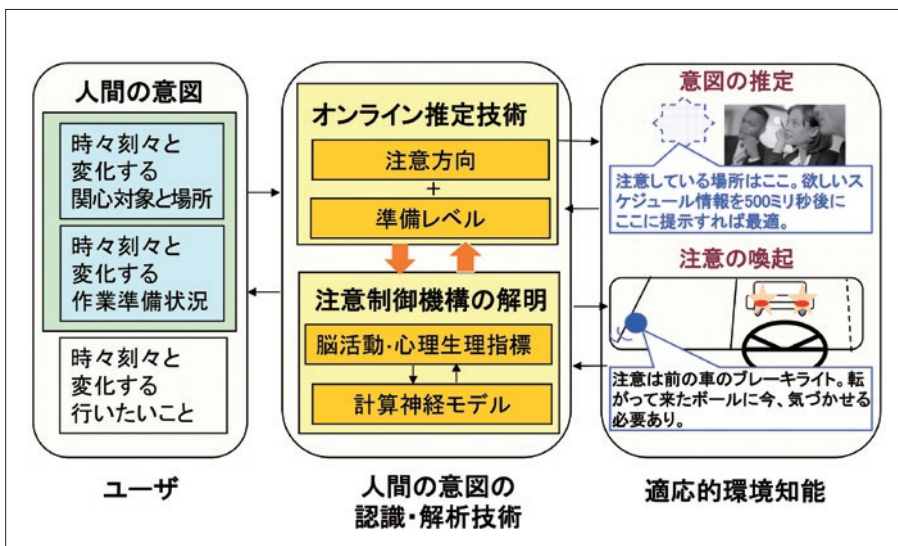 人間の意図
時々刻々と
変化する
関心対象と場所
時々刻々と
変化する
作業準備状況
時々刻々と
変化する
行いたいこと
ユーザ
オンライン推定技術
注意方向
+
準備レベル
注意制御機構の解明
脳活動・心理生理指標
計算神経モデル
人間の意図の
認識・解析技術
意図の推定
注意している場所はここ。欲しいス
ケジュール情報を500ミリ秒後に
ここに提示すれば最適。
注意の喚起
注意は前の車のブレーキライト。転
がって来たボールに今、気づかせる
必要あり。
適応的環境知能